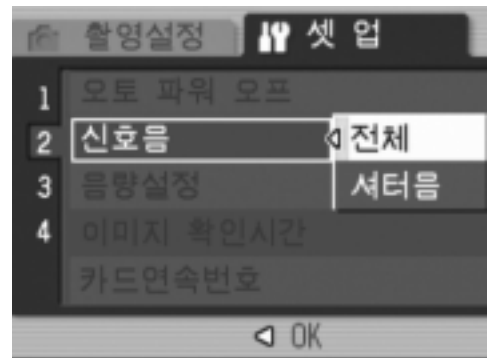 촬영설정 셋 업
1 오토 파워 오프
2 신호음 전체
3 음량설정 셔터음
4 이미지 확인시간
카드연속번호
OK